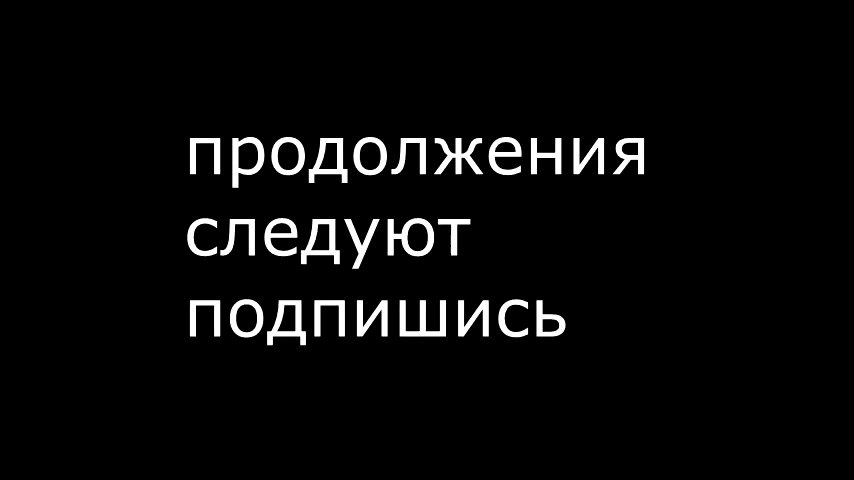 продолжения
следуют
подпишись